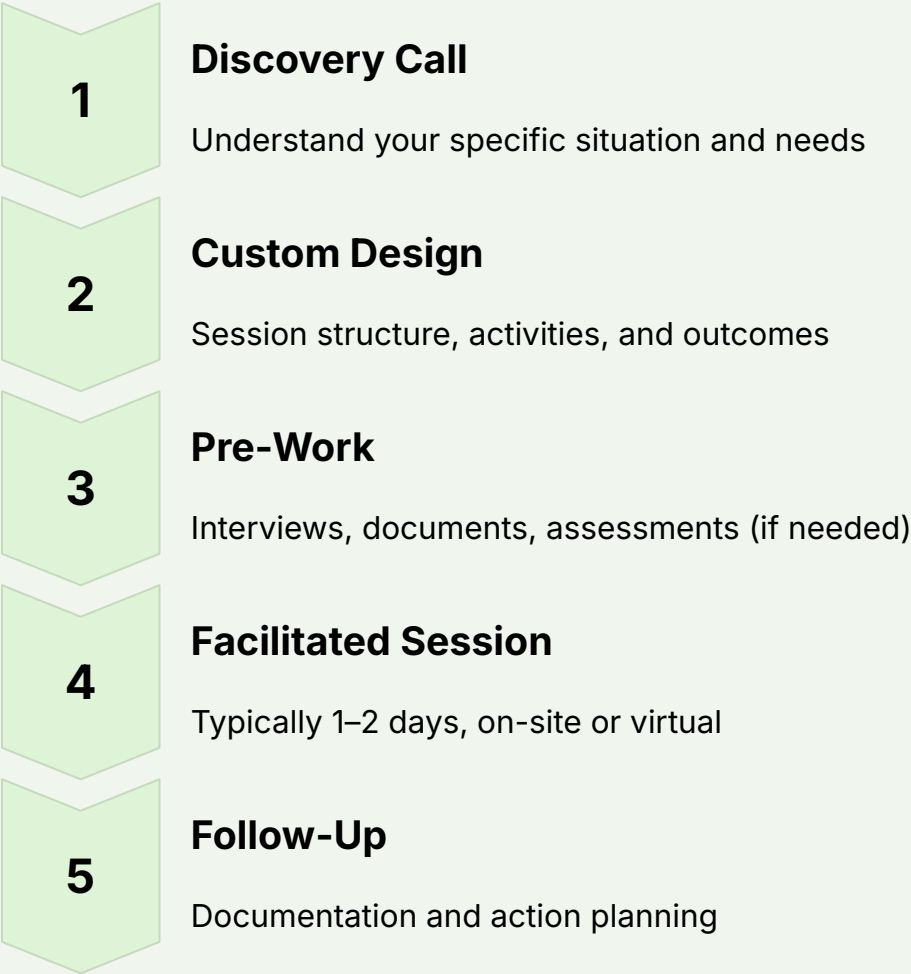 1
Discovery Call
Understand your specific situation and needs
2
Custom Design
Session structure, activities, and outcomes
3
Pre-Work
Interviews, documents, assessments (if needed)
4
Facilitated Session
Typically 1–2 days, on-site or virtual
5
Follow-Up
Documentation and action planning